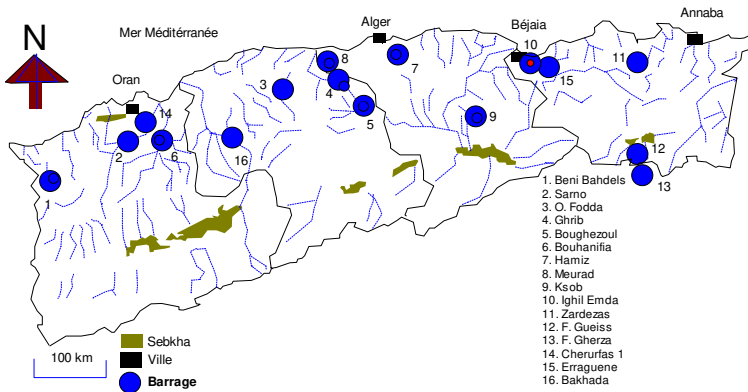 Mer Méditérranée
Alger
Béjaia
Annaba
N
Oran
10
8
7
11
15
3
4
14
5
9
2
6
16
12
1
13
1. Beni Bahdels
2. Sarno
3. O. Fodda
4. Ghrib
5. Boughezoul
6. Bouhanifia
7. Hamiz
8. Meurad
9. Ksob
10. Ighil Emda
11. Zardezas
12. F. Gueiss
13. F. Gherza
14. Cherurfas 1
15. Erraguene
16. Bakhada
Sebkha
Ville
Barrage
100 km